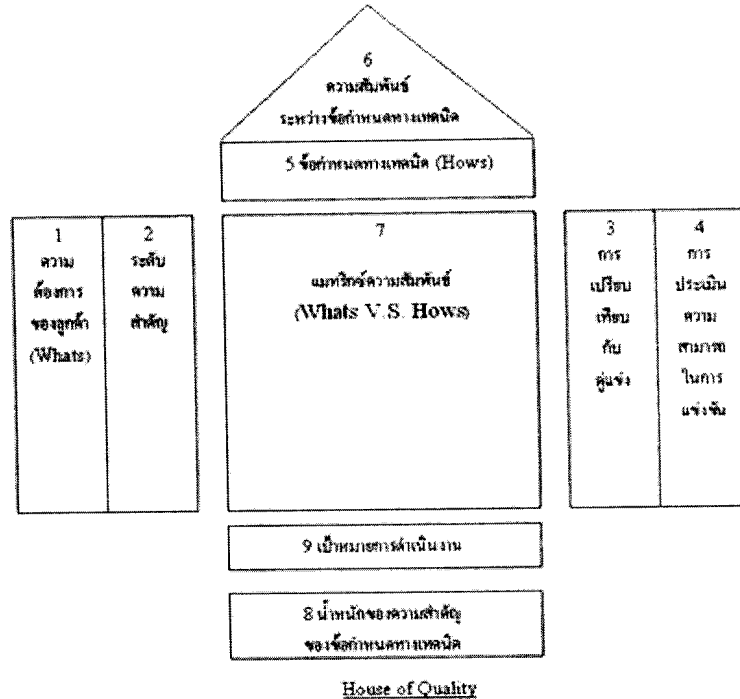 6
ความสัมพันธ์
ระหว่างข้อกำหนดทางเทคนิค
5 ข้อกำหนดทางเทคนิค (Hows)
1
ความ
ต้องการ
ของลูกค้า
(Whats)
2
ระดับ
ความ
สำคัญ
7
แมทริกซ์ความสัมพันธ์
(Whats V.S. Hows)
3
การ
เปรียบ
เทียบ
กับ
คู่แข่ง
4
การ
ประเมิน
ความ
สามารถ
ในการ
แข่งขัน
9 เป้าหมายการดำเนินงาน
8 น้ำหนักของความสำคัญ
ของข้อกำหนดทางเทคนิค
House of Quality